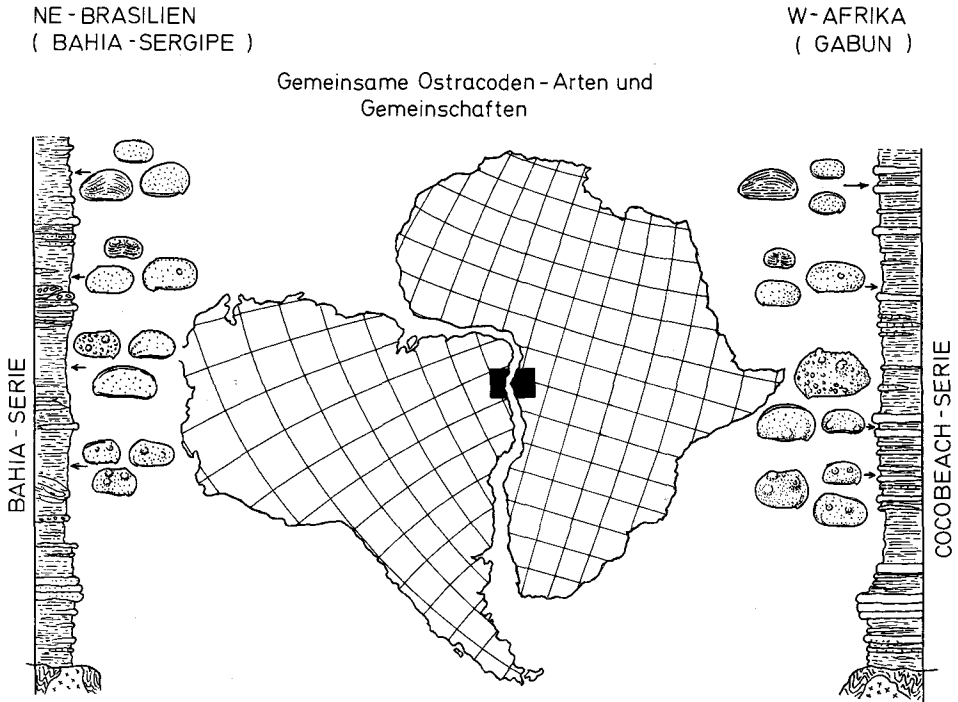 NE-BRASILIEN
( BAHIA-SERGIPE )
W-AFRIKA
( GABUN )
Gemeinsame Ostracoden-Arten und
Gemeinschaften
BAHIA-SERIE
COCOBEACH-SERIE